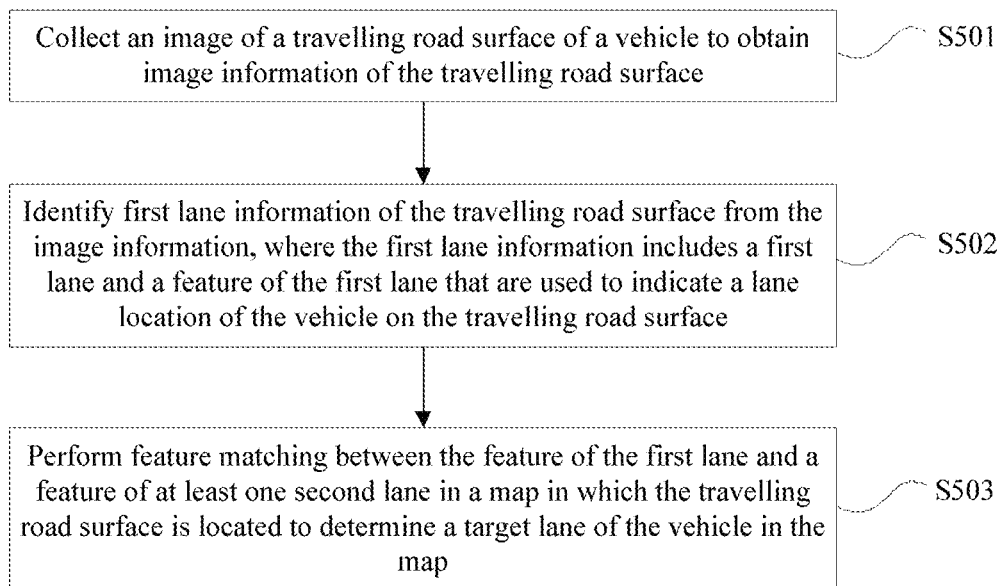 Collect an image of a travelling road surface of a vehicle to obtain
image information of the travelling road surface
S501
Identify first lane information of the travelling road surface from the
image information, where the first lane information includes a first
lane and a feature of the first lane that are used to indicate a lane
location of the vehicle on the travelling road surface
S502
Perform feature matching between the feature of the first lane and a
feature of at least one second lane in a map in which the travelling
road surface is located to determine a target lane of the vehicle in the
map
S503